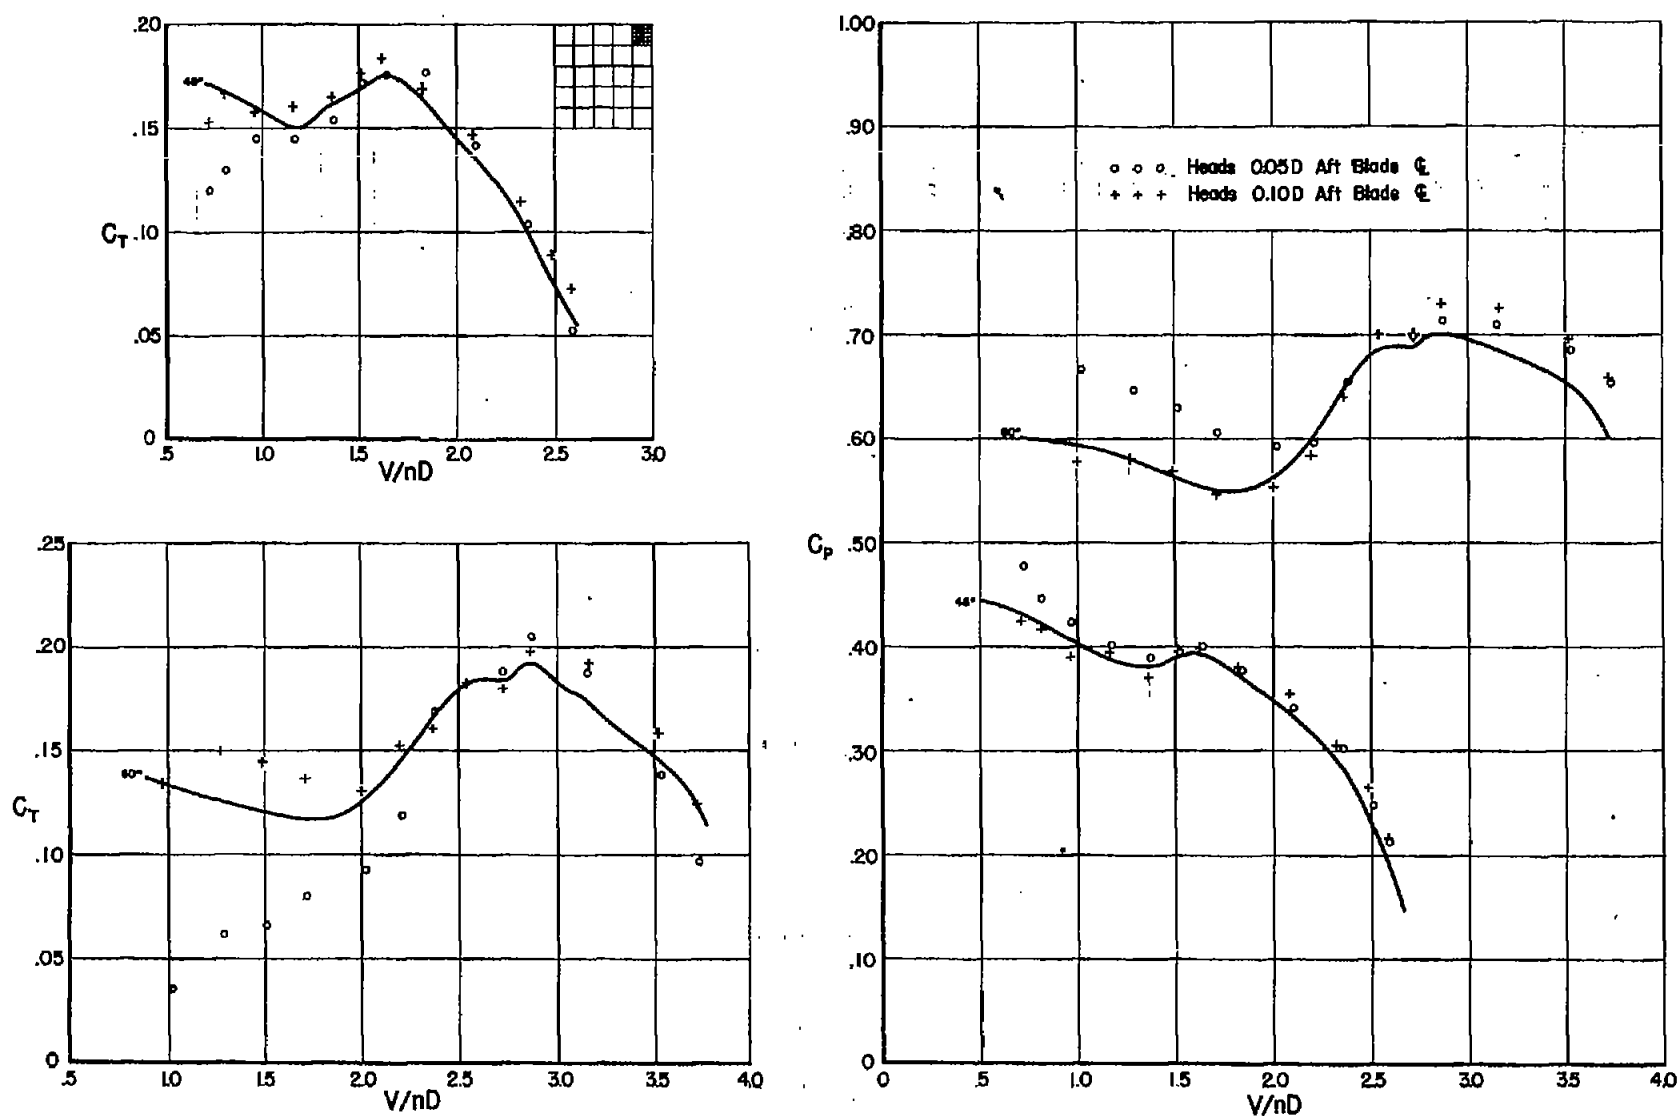 .20
.15
C_T .10
.05
0
.5 1.0 1.5 2.0 2.5 3.0
V/nD
.25
.20
.15
60°
C_T
.10
.05
0
.5 1.0 1.5 2.0 2.5 3.0 3.5 4.0
V/nD
1.00
.90
o o o Heads 0.05D Aft Blade ℄
+ + + Heads 0.10D Aft Blade ℄
.80
.70
60°
.60
C_P .50
.40
.30
.20
.10
0
0 .5 1.0 1.5 2.0 2.5 3.0 3.5 4.0
V/nD